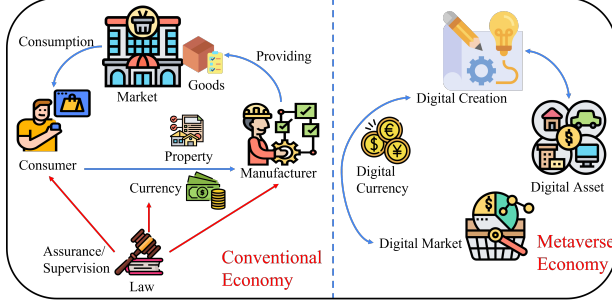 Consumption
Providing
Market
Goods
Consumer
Property
Manufacturer
Currency
Assurance/
Supervision
Law
Conventional
Economy
Digital Creation
Digital
Currency
Digital Asset
Digital Market
Metaverse
Economy